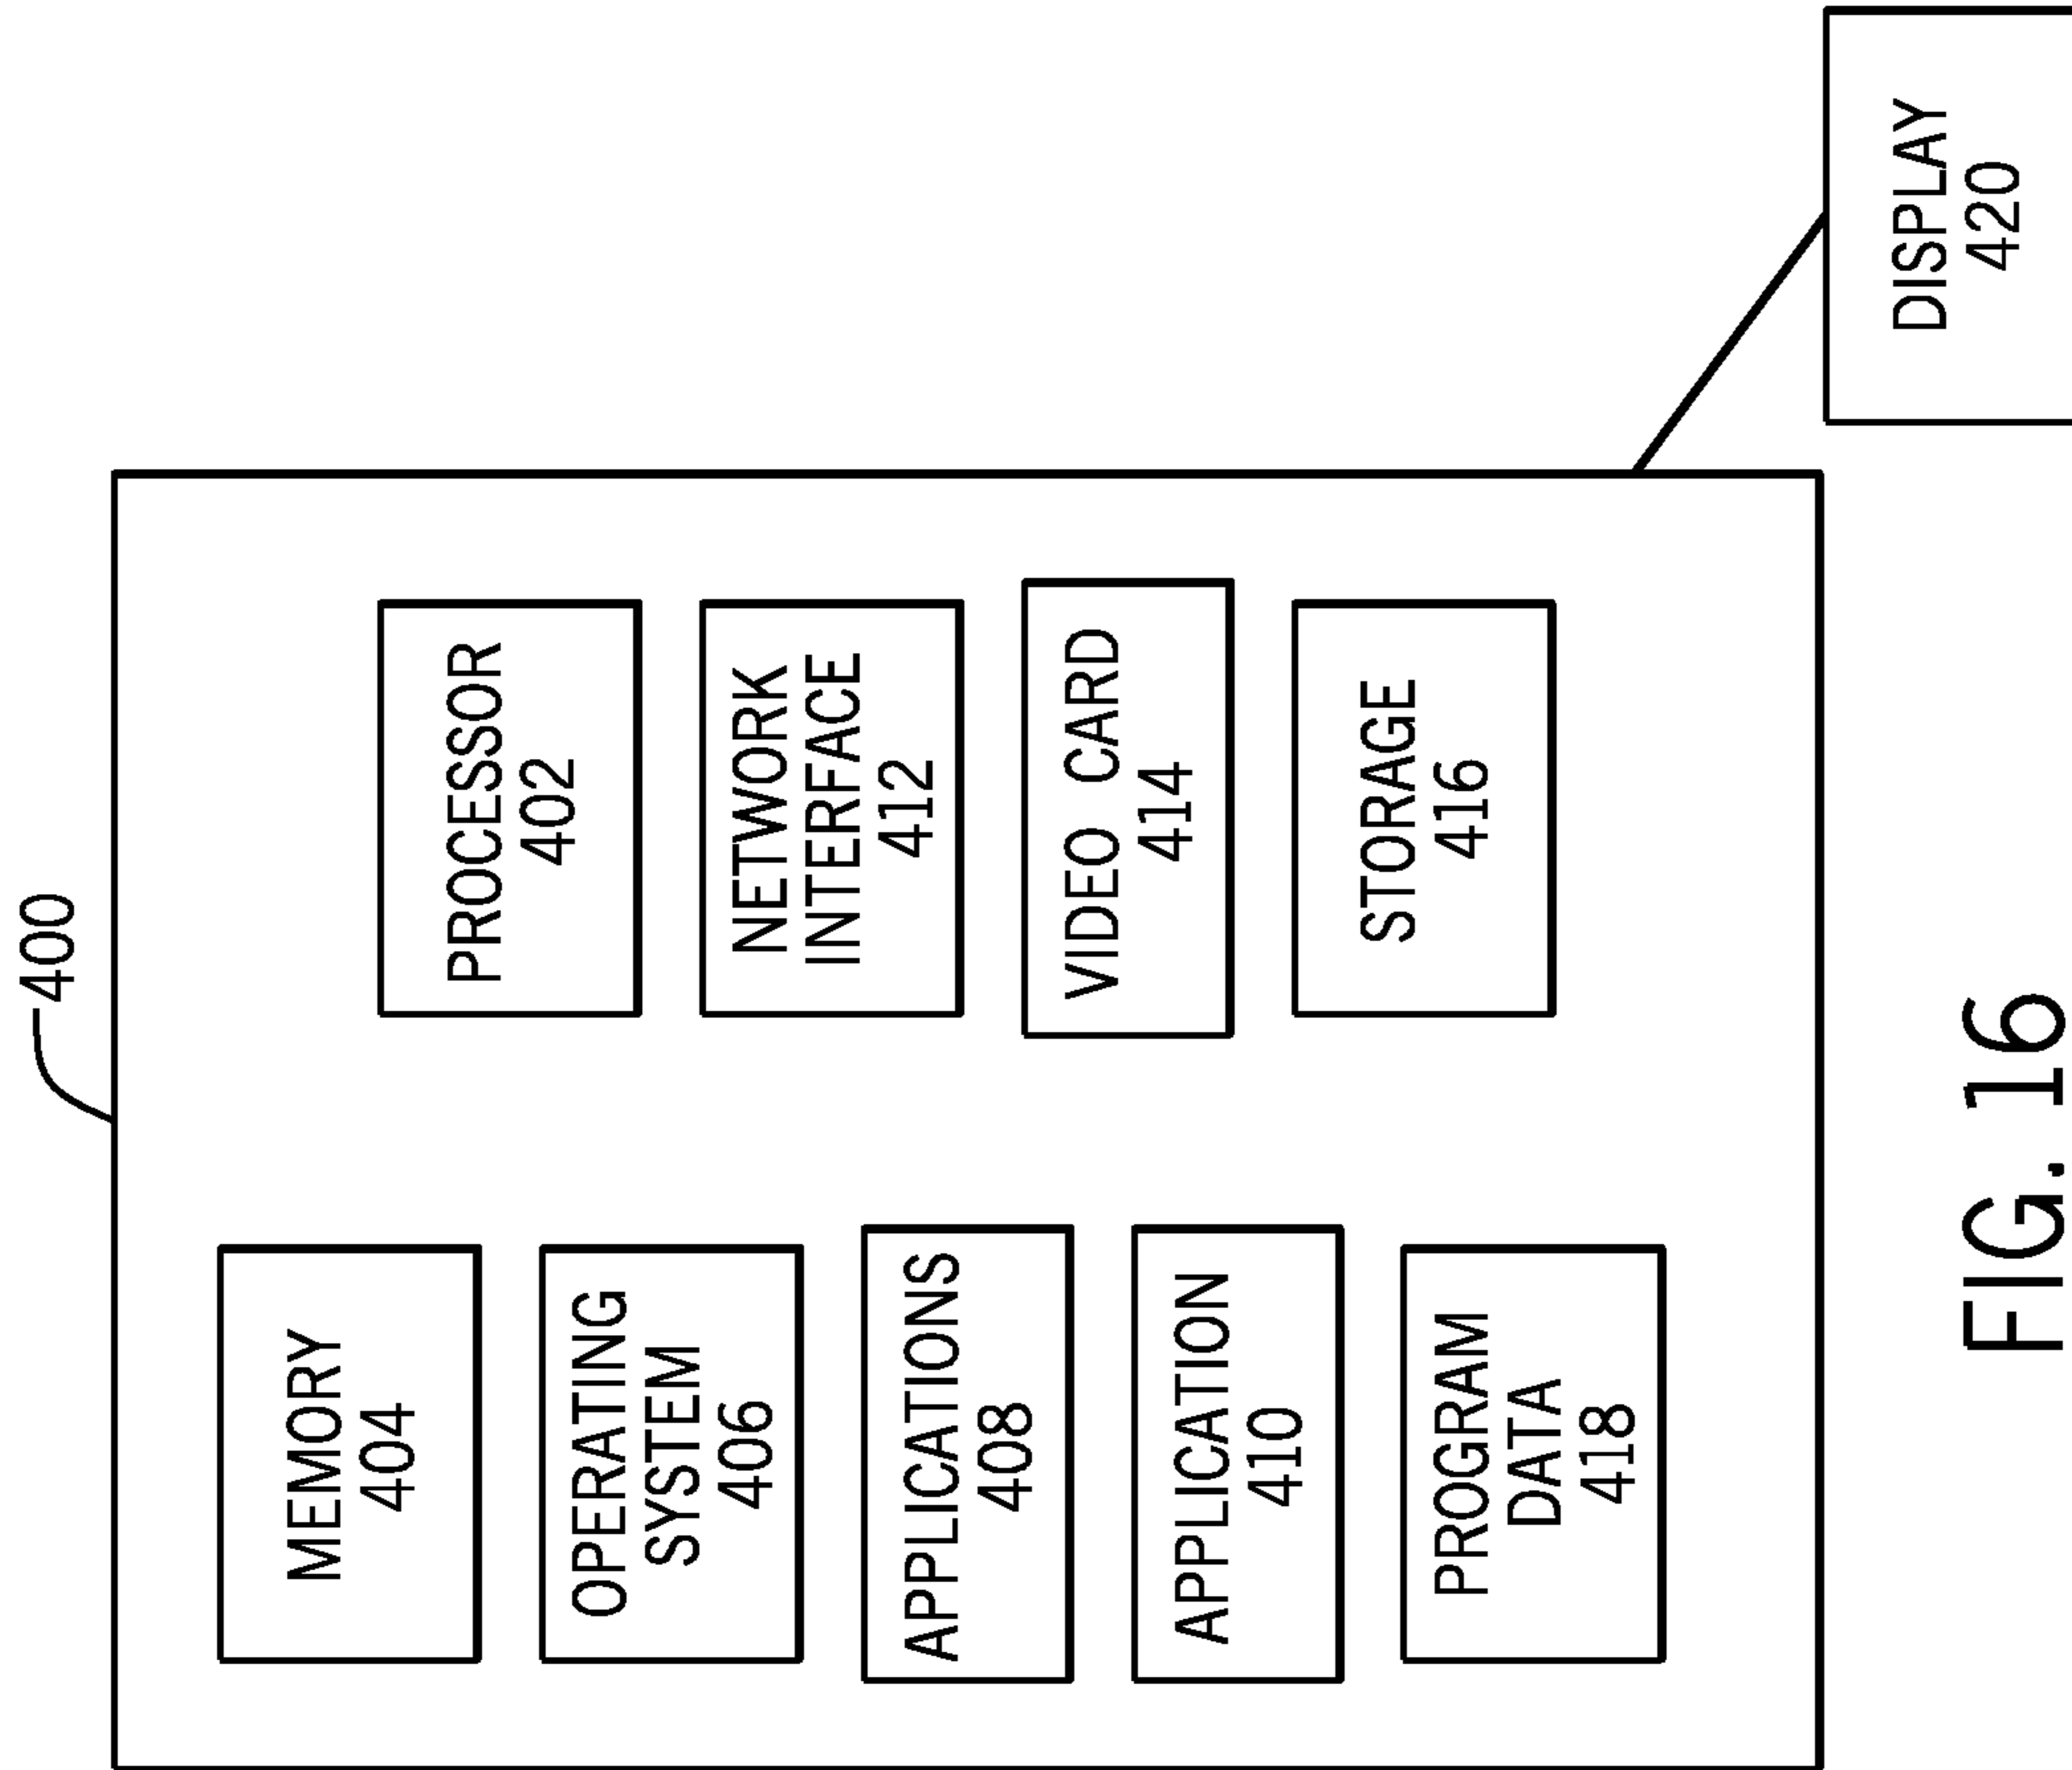 400
MEMORY
404
OPERATING
SYSTEM
406
APPLICATIONS
408
APPLICATION
410
PROGRAM
DATA
418
PROCESSOR
402
NETWORK
INTERFACE
412
VIDEO CARD
414
STORAGE
416
DISPLAY
420
FIG. 16